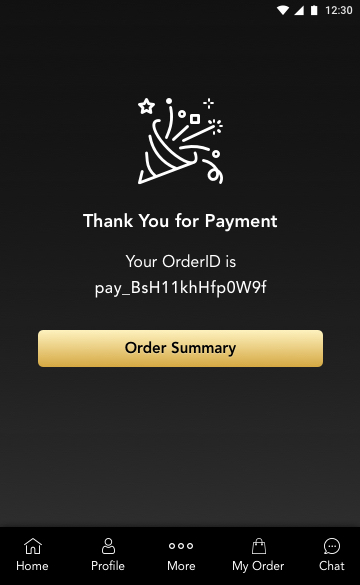 12:30
Thank You for Payment
Your OrderID is
pay_BsH11khHfp0W9f
Order Summary
Home
Profile
More
My Order
Chat